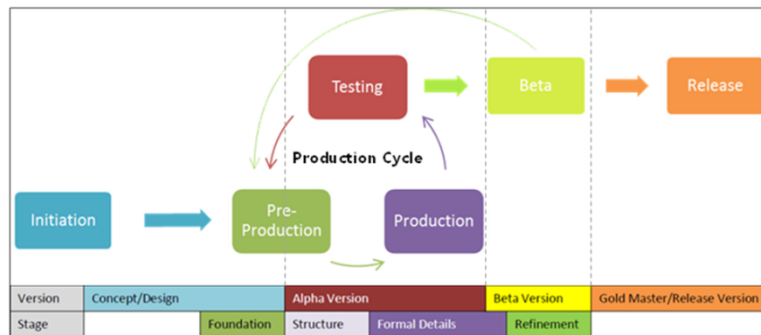 Testing
Beta
Release
Production Cycle
Initiation
Pre-
Production
Production
Version Concept/Design Alpha Version Beta Version Gold Master/Release Version
Stage Foundation Structure Formal Details Refinement